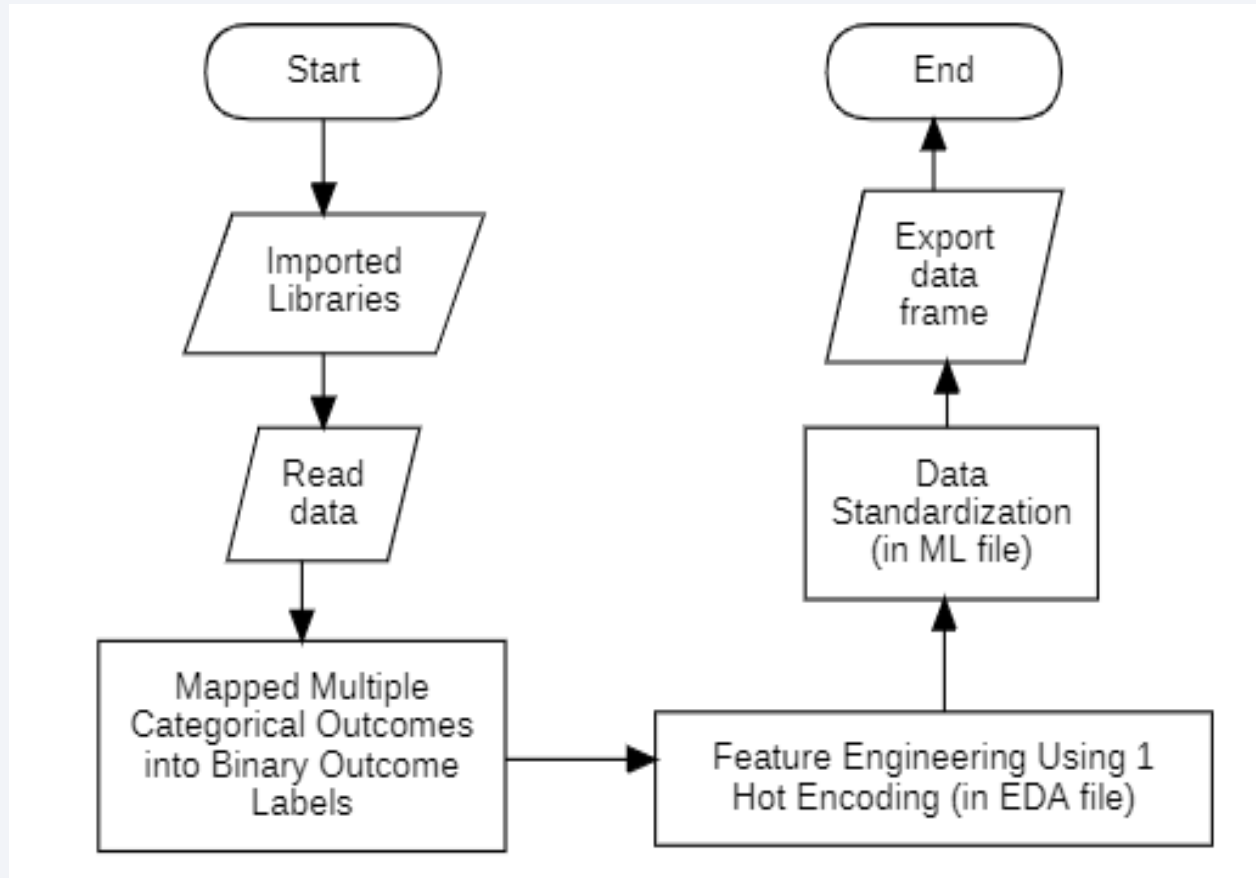 Start
Imported
Libraries
Read
data
Mapped Multiple
Categorical Outcomes
into Binary Outcome
Labels
Feature Engineering Using 1
Hot Encoding (in EDA file)
Data
Standardization
(in ML file)
Export
data
frame
End